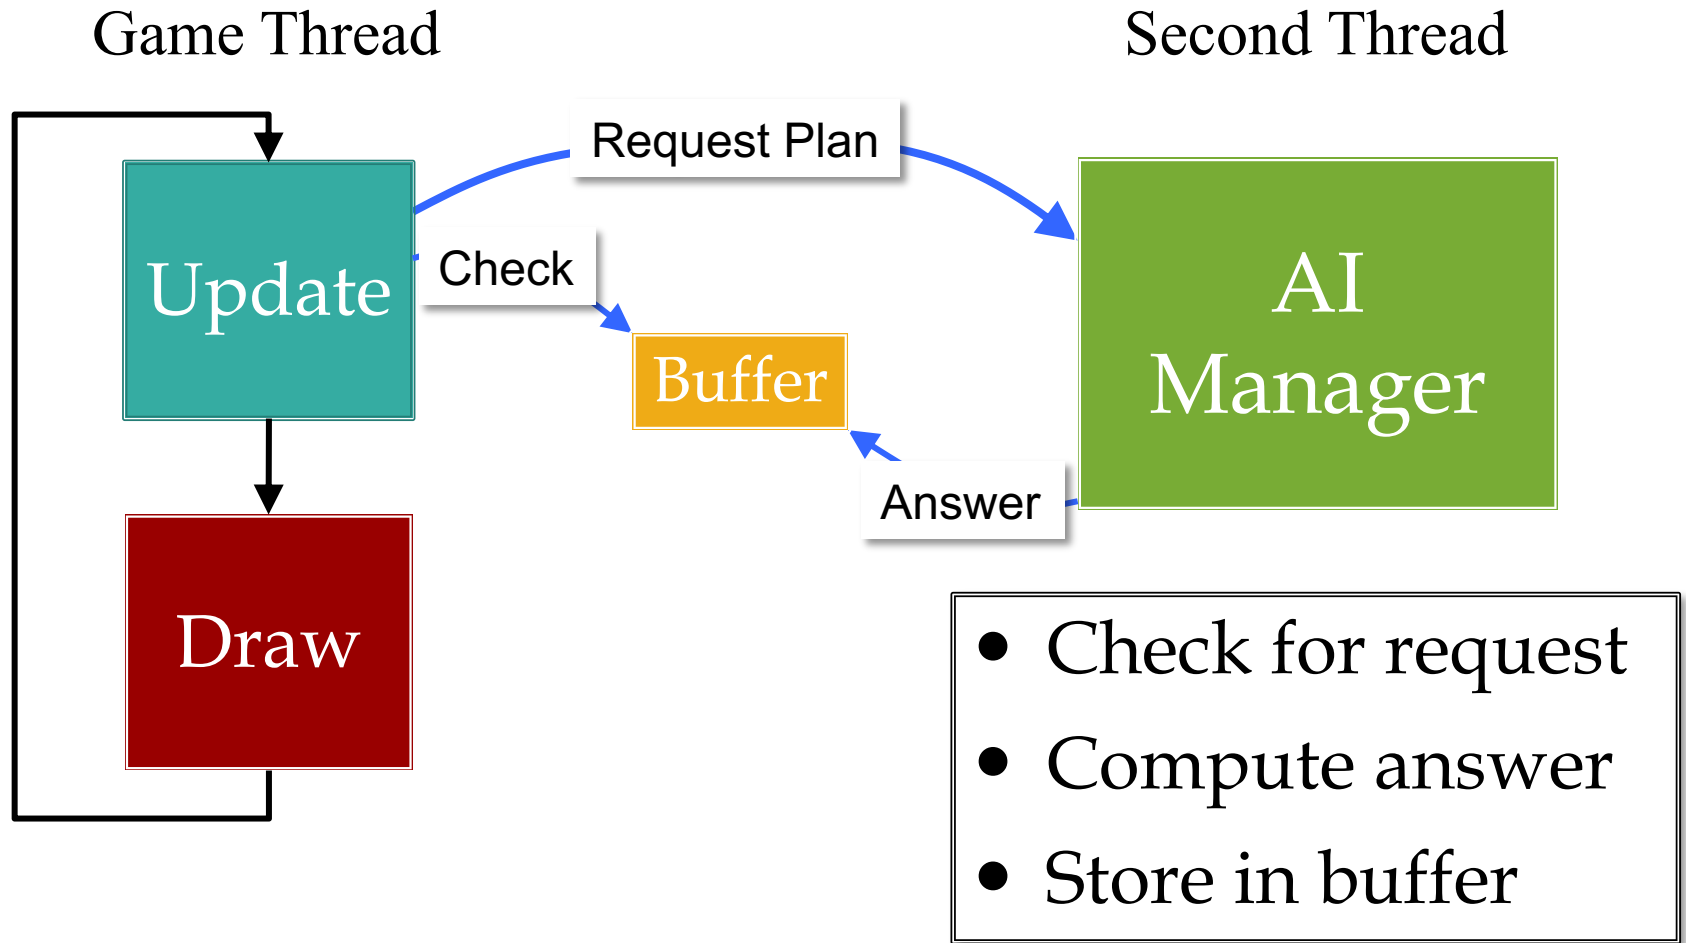 Game Thread
Second Thread
Request Plan
Check
Update
Buffer
AI
Manager
Answer
Draw
• Check for request
• Compute answer
• Store in buffer